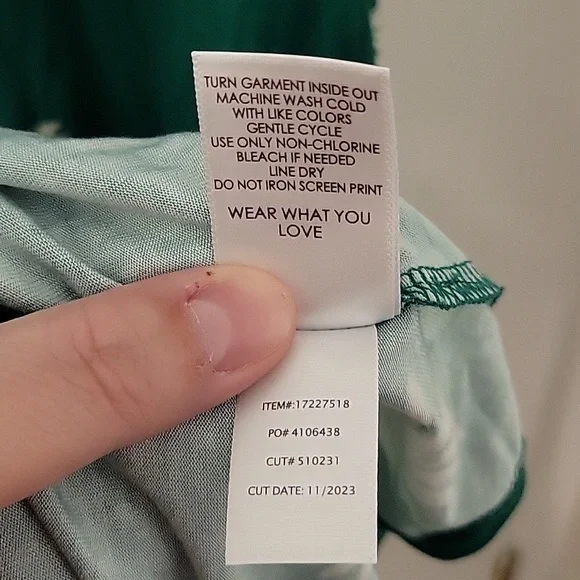 TURN GARMENT INSIDE OUT
MACHINE WASH COLD
WITH LIKE COLORS
GENTLE CYCLE
USE ONLY NON-CHLORINE
BLEACH IF NEEDED
LINE DRY
DO NOT IRON SCREEN PRINT
WEAR WHAT YOU
LOVE
ITEM#:17227518
PO# 4106438
CUT# 510231
CUT DATE: 11/2023